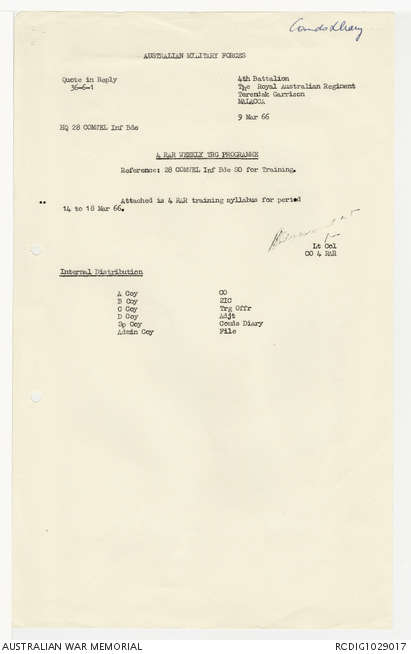 Comds Diary
AUSTRALIAN MILITARY FORCES
Quote in Reply
36-6-1
4th Battalion
The Royal Australian Regiment
Terendak Garrison
MALACCA
9 Mar 66
HQ 28 COMWEL Inf Bde
4 RAR WEEKLY TRG PROGRAMME
Reference: 28 COMWEL Inf Bde SO for Training.
Attached is 4 RAR training syllabus for period
14 to 18 Mar 66.
for
Lt Col
CO 4 RAR
Internal Distribution
A Coy CO
B Coy 2IC
C Coy Trg Offr
D Coy Adjt
Sp Coy Comds Diary
Admin Coy File
AUSTRALIAN WAR MEMORIAL
RCDIG1029017